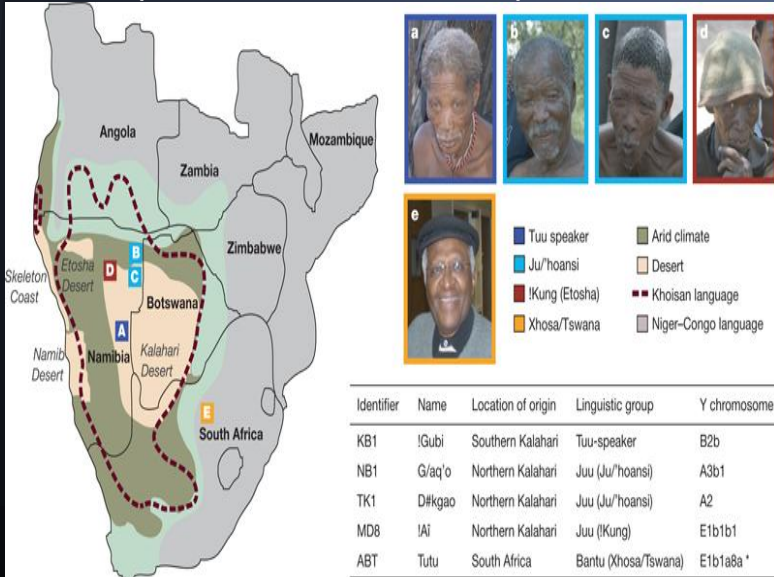 Angola
Zambia
Mozambique
Zimbabwe
Skeleton
Coast
Etosha
Desert
D
B
C
Botswana
A
Namibia
Kalahari
Desert
Namib
Desert
E
South Africa
a
b
c
d
e
Tuu speaker
Ju/'hoansi
!Kung (Etosha)
Xhosa/Tswana
Arid climate
Desert
Khoisan language
Niger–Congo language
Identifier Name Location of origin Linguistic group Y chromosome
KB1 !Gubi Southern Kalahari Tuu-speaker B2b
NB1 G/aq'o Northern Kalahari Juu (Ju/'hoansi) A3b1
TK1 D#kgao Northern Kalahari Juu (Ju/'hoansi) A2
MD8 !Aî Northern Kalahari Juu (!Kung) E1b1b1
ABT Tutu South Africa Bantu (Xhosa/Tswana) E1b1a8a *